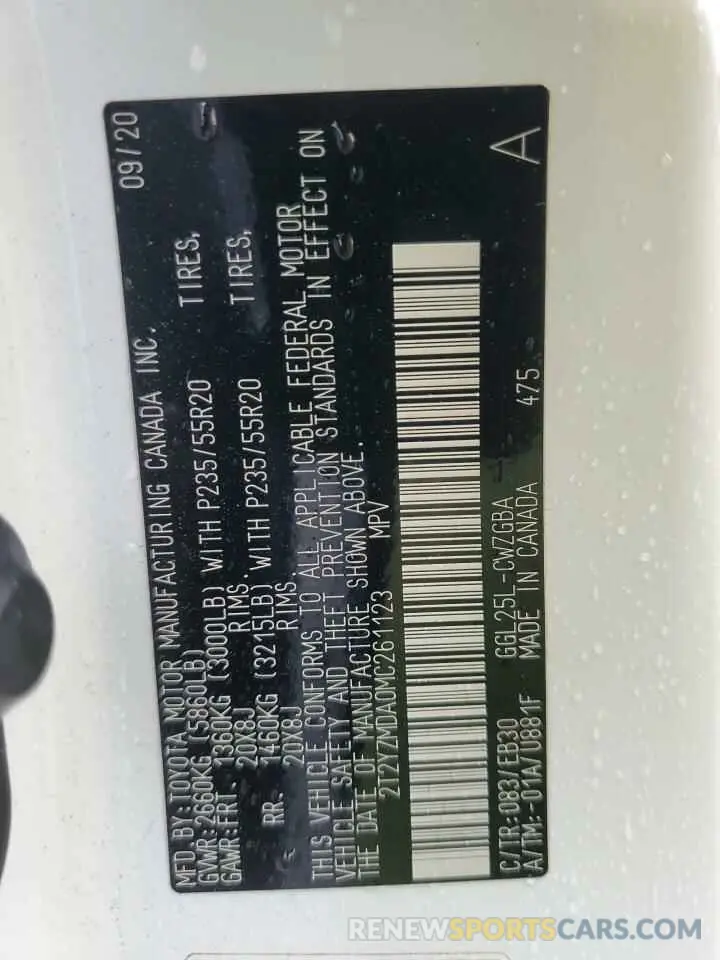 MFD.BY:TOYOTA MOTOR MANUFACTURING CANADA INC. 09/20
GVWR:2660KG (5860LB)
GAWR:FRT. 1360KG (3000LB) WITH P235/55R20 TIRES,
20X8J RIMS.
RR. 1460KG (3215LB) WITH P235/55R20 TIRES,
20X8J RIMS.
THIS VEHICLE CONFORMS TO ALL APPLICABLE FEDERAL MOTOR
VEHICLE SAFETY AND THEFT PREVENTION STANDARDS IN EFFECT ON
THE DATE OF MANUFACTURE SHOWN ABOVE.
2T2YZMDA0MC261123 MPV
A
C/TR:083/EB30 GGL25L-CWZGBA 475
A/TM:-01A/U881F MADE IN CANADA
RENEWSPORTSCARS.COM